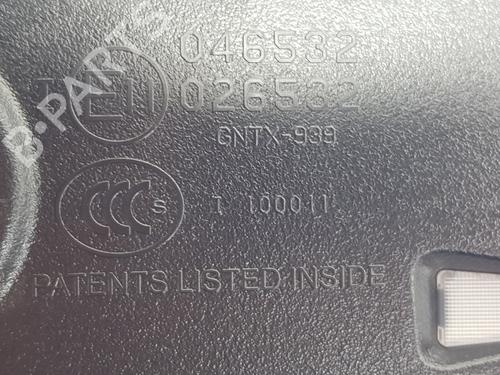 046532
E11 026532
GNTX-939
CCC S I 100011
PATENTS LISTED INSIDE
B-PARTS